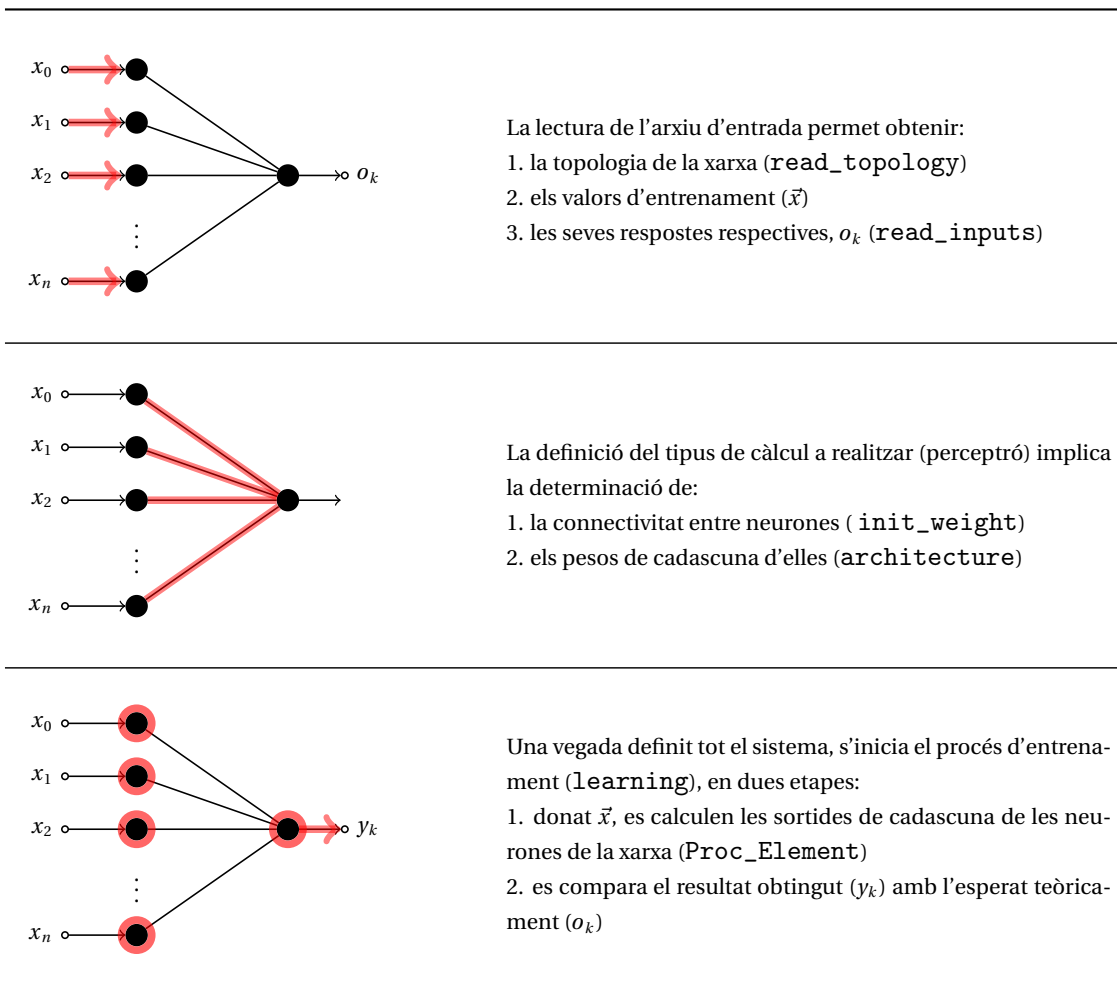 x₀
x₁
x₂
⋮
xₙ
oₖ
La lectura de l'arxiu d'entrada permet obtenir:
1. la topologia de la xarxa (read_topology)
2. els valors d'entrenament (x⃗)
3. les seves respostes respectives, oₖ (read_inputs)
x₀
x₁
x₂
⋮
xₙ
La definició del tipus de càlcul a realitzar (perceptró) implica
la determinació de:
1. la connectivitat entre neurones ( init_weight)
2. els pesos de cadascuna d'elles (architecture)
x₀
x₁
x₂
⋮
xₙ
yₖ
Una vegada definit tot el sistema, s'inicia el procés d'entrena-
ment (learning), en dues etapes:
1. donat x⃗, es calculen les sortides de cadascuna de les neu-
rones de la xarxa (Proc_Element)
2. es compara el resultat obtingut (yₖ) amb l'esperat teòrica-
ment (oₖ)